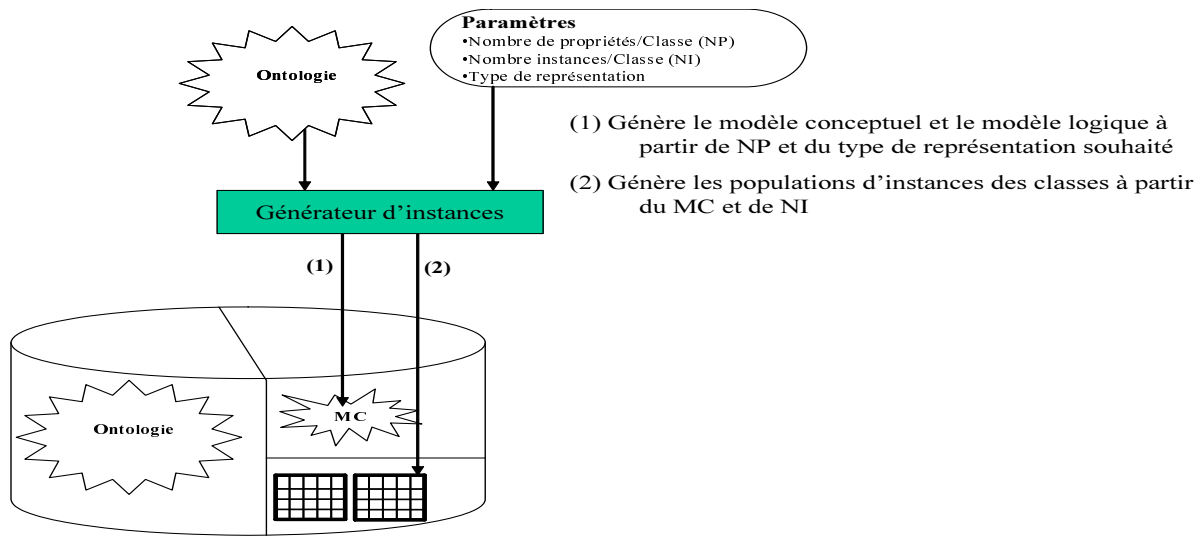 Paramètres
•Nombre de propriétés/Classe (NP)
•Nombre instances/Classe (NI)
•Type de représentation
Ontologie
(1) Génère le modèle conceptuel et le modèle logique à
partir de NP et du type de représentation souhaité
(2) Génère les populations d’instances des classes à partir
du MC et de NI
Générateur d’instances
(1)
(2)
MC
Ontologie